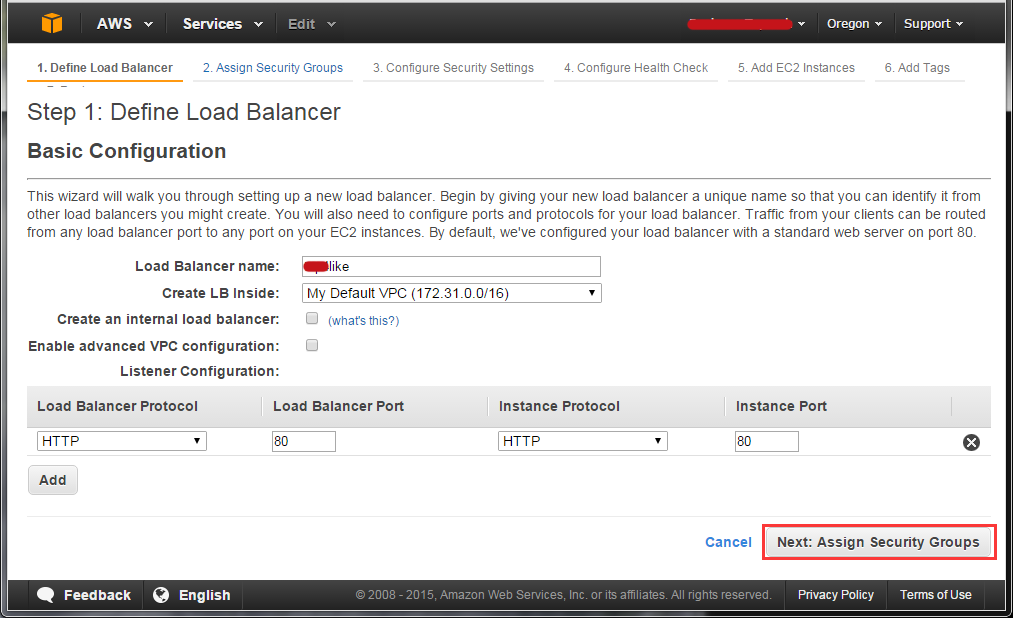 AWS Services Edit Oregon Support
1. Define Load Balancer 2. Assign Security Groups 3. Configure Security Settings 4. Configure Health Check 5. Add EC2 Instances 6. Add Tags
Step 1: Define Load Balancer
Basic Configuration
This wizard will walk you through setting up a new load balancer. Begin by giving your new load balancer a unique name so that you can identify it from
other load balancers you might create. You will also need to configure ports and protocols for your load balancer. Traffic from your clients can be routed
from any load balancer port to any port on your EC2 instances. By default, we've configured your load balancer with a standard web server on port 80.
Load Balancer name: like
Create LB Inside: My Default VPC (172.31.0.0/16)
Create an internal load balancer: (what's this?)
Enable advanced VPC configuration:
Listener Configuration:
Load Balancer Protocol Load Balancer Port Instance Protocol Instance Port
HTTP 80 HTTP 80
Add
Cancel Next: Assign Security Groups
Feedback English © 2008 - 2015, Amazon Web Services, Inc. or its affiliates. All rights reserved. Privacy Policy Terms of Use